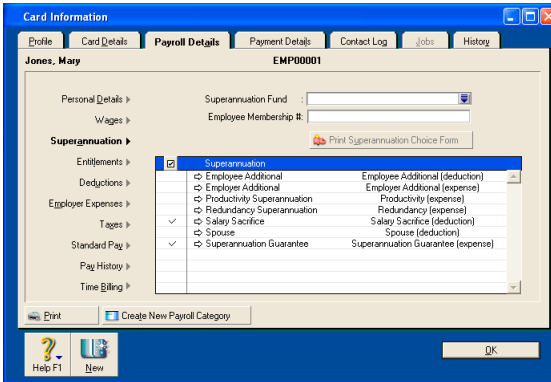 Card Information
Profile Card Details Payroll Details Payment Details Contact Log Jobs History
Jones, Mary EMP00001
Personal Details
Wages
Superannuation
Entitlements
Deductions
Employer Expenses
Taxes
Standard Pay
Pay History
Time Billing
Superannuation Fund :
Employee Membership #:
Print Superannuation Choice Form
Superannuation
Employee Additional Employee Additional (deduction)
Employer Additional Employer Additional (expense)
Productivity Superannuation Productivity (expense)
Redundancy Superannuation Redundancy (expense)
Salary Sacrifice Salary Sacrifice (deduction)
Spouse Spouse (deduction)
Superannuation Guarantee Superannuation Guarantee (expense)
Print Create New Payroll Category
Help F1 New OK